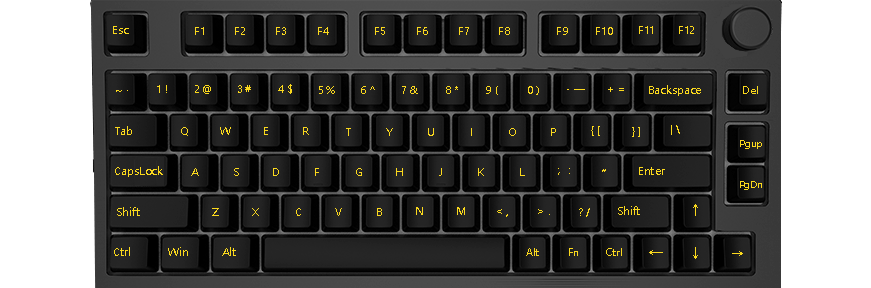 Esc F1 F2 F3 F4 F5 F6 F7 F8 F9 F10 F11 F12
~ · 1 ! 2 @ 3 # 4 $ 5 % 6 ^ 7 & 8 * 9 ( 0 ) · — + = Backspace Del
Tab Q W E R T Y U I O P { [ } ] | \ Pgup
CapsLock A S D F G H J K L ; : " Enter PgDn
Shift Z X C V B N M < , > . ? / Shift ↑
Ctrl Win Alt Alt Fn Ctrl ← ↓ →